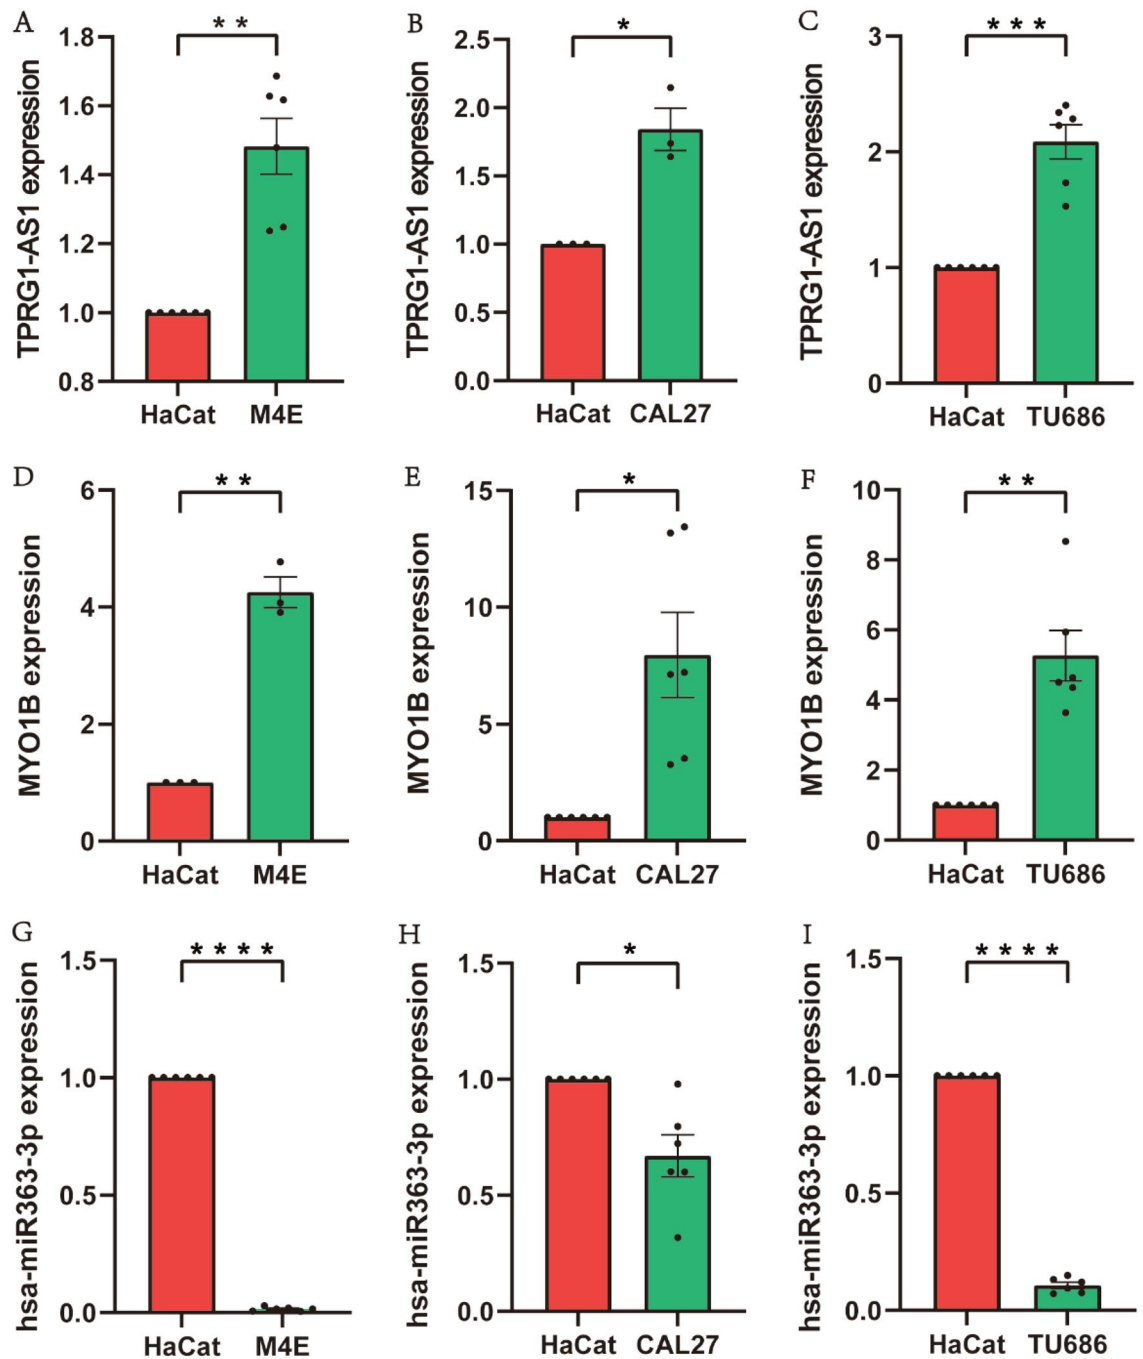 A
* *
TPRG1-AS1 expression
1.8
1.6
1.4
1.2
1.0
0.8
HaCat M4E
B
*
TPRG1-AS1 expression
2.5
2.0
1.5
1.0
0.5
0.0
HaCat CAL27
C
* * *
TPRG1-AS1 expression
3
2
1
0
HaCat TU686
D
* *
MYO1B expression
6
4
2
0
HaCat M4E
E
*
MYO1B expression
15
10
5
0
HaCat CAL27
F
* *
MYO1B expression
10
8
6
4
2
0
HaCat TU686
G
* * * *
hsa-miR363-3p expression
1.5
1.0
0.5
0.0
HaCat M4E
H
*
hsa-miR363-3p expression
1.5
1.0
0.5
0.0
HaCat CAL27
I
* * * *
hsa-miR363-3p expression
1.5
1.0
0.5
0.0
HaCat TU686